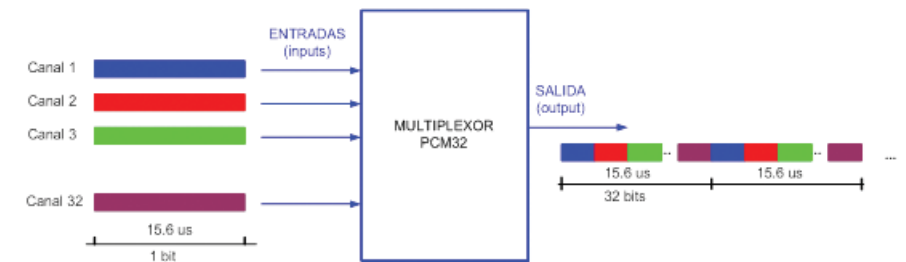 ENTRADAS
(inputs)
Canal 1
Canal 2
Canal 3
Canal 32
15.6 us
1 bit
MULTIPLEXOR
PCM32
SALIDA
(output)
..
..
...
15.6 us
15.6 us
32 bits